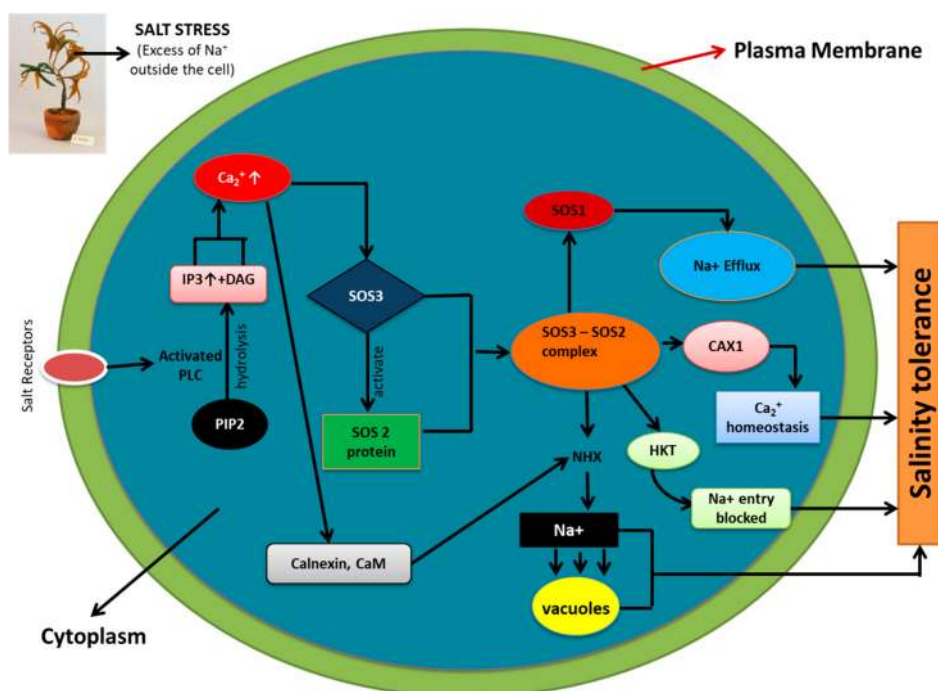 SALT STRESS
(Excess of Na⁺
outside the cell)
Plasma Membrane
Ca₂⁺ ↑
SOS1
Na+ Efflux
IP3↑+DAG
SOS3
SOS3 – SOS2
complex
CAX1
Salt Receptors
Activated
PLC
hydrolysis
activate
PIP2
SOS 2
protein
Ca₂⁺
homeostasis
NHX
HKT
Na+ entry
blocked
Na+
Calnexin, CaM
vacuoles
Cytoplasm
Salinity tolerance